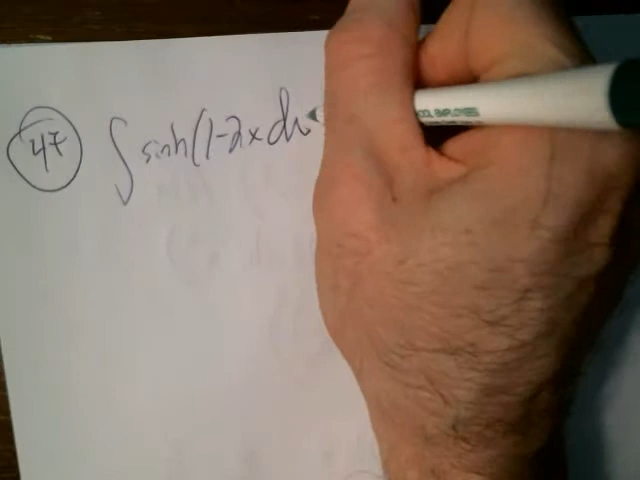 47 ∫ sinh(1-2x dx